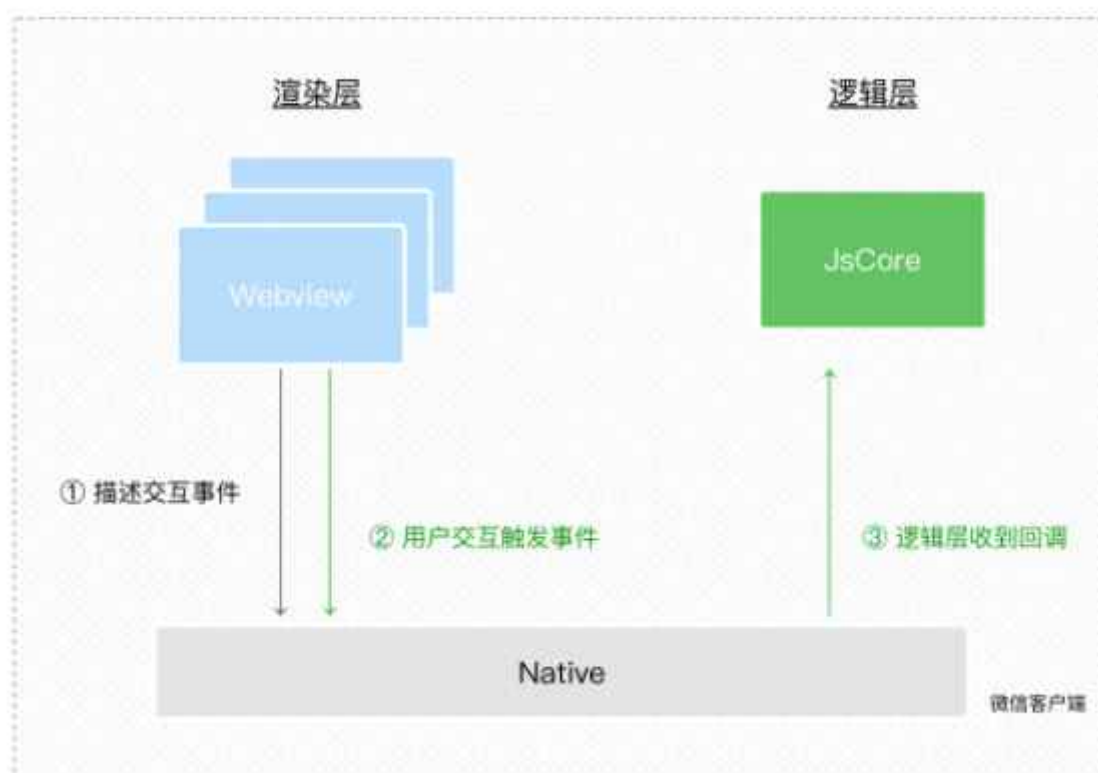 渲染层
逻辑层
Webview
JsCore
① 描述交互事件
② 用户交互触发事件
③ 逻辑层收到回调
Native
微信客户端